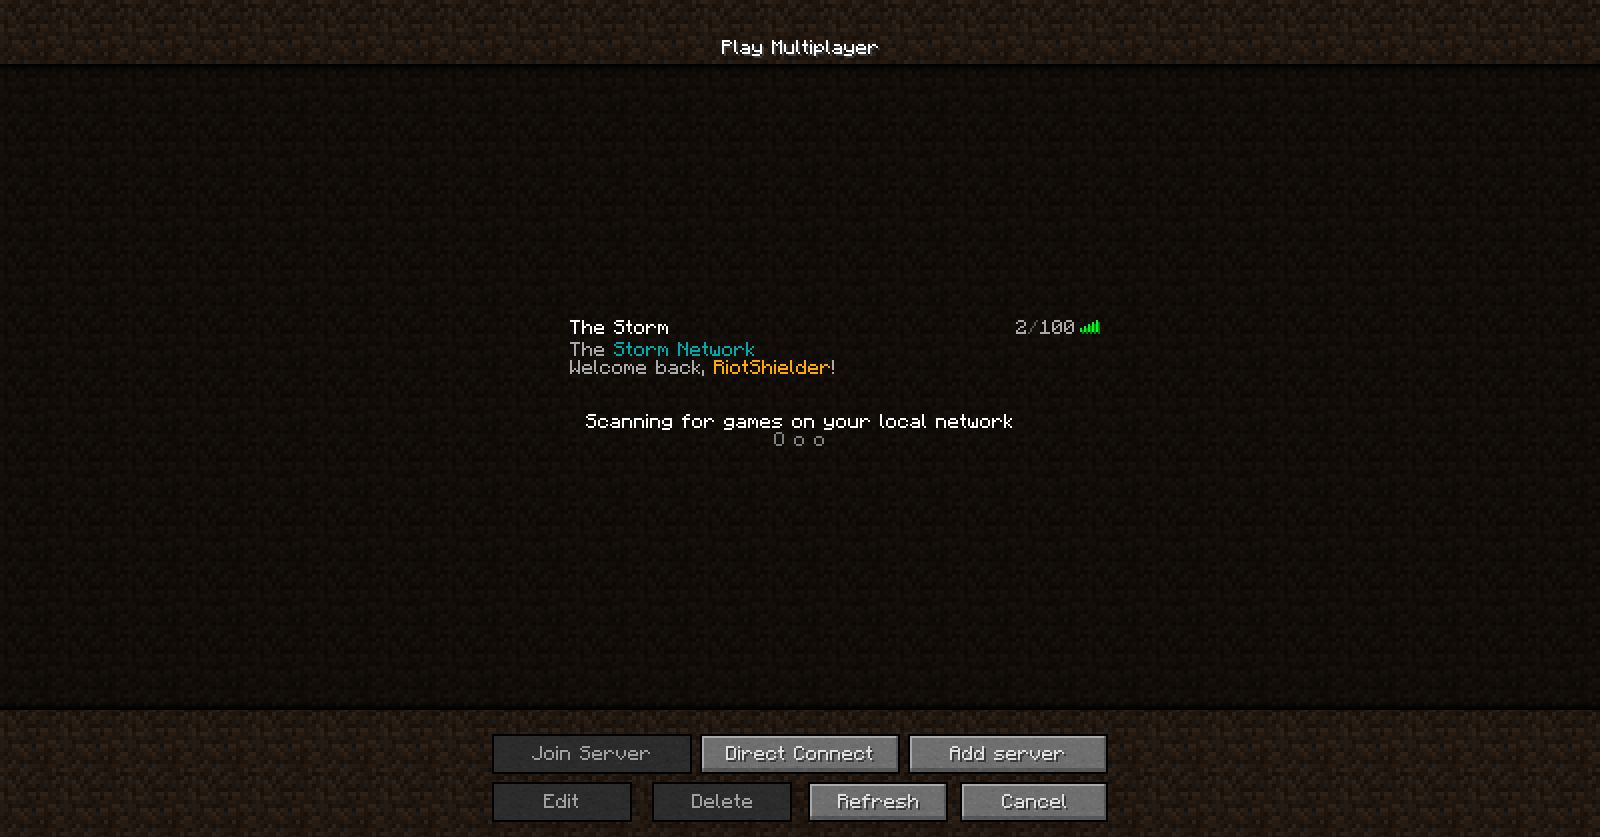 Play Multiplayer
The Storm 2/100
The Storm Network
Welcome back, RiotShielder!
Scanning for games on your local network
O o o
Join Server Direct Connect Add server
Edit Delete Refresh Cancel